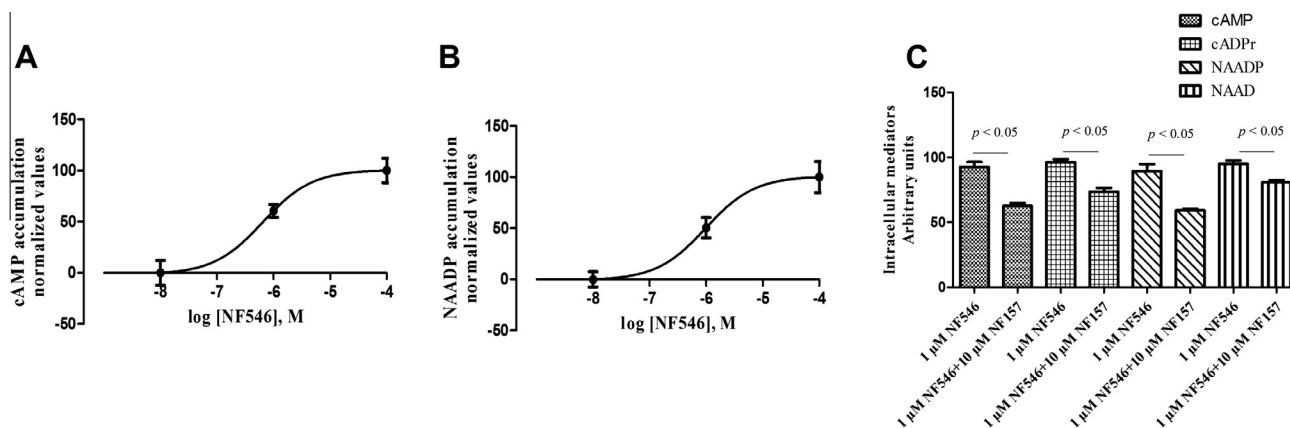 A
cAMP accumulation
normalized values
150
100
50
0
-50
-8
-7
-6
-5
-4
log [NF546], M
B
NAADP accumulation
normalized values
150
100
50
0
-50
-8
-7
-6
-5
-4
log [NF546], M
C
cAMP
cADPr
NAADP
NAAD
Intracellular mediators
Arbitrary units
150
100
50
0
p < 0.05
p < 0.05
p < 0.05
p < 0.05
1 μM NF546
1 μM NF546+10 μM NF157
1 μM NF546
1 μM NF546+10 μM NF157
1 μM NF546
1 μM NF546+10 μM NF157
1 μM NF546
1 μM NF546+10 μM NF157